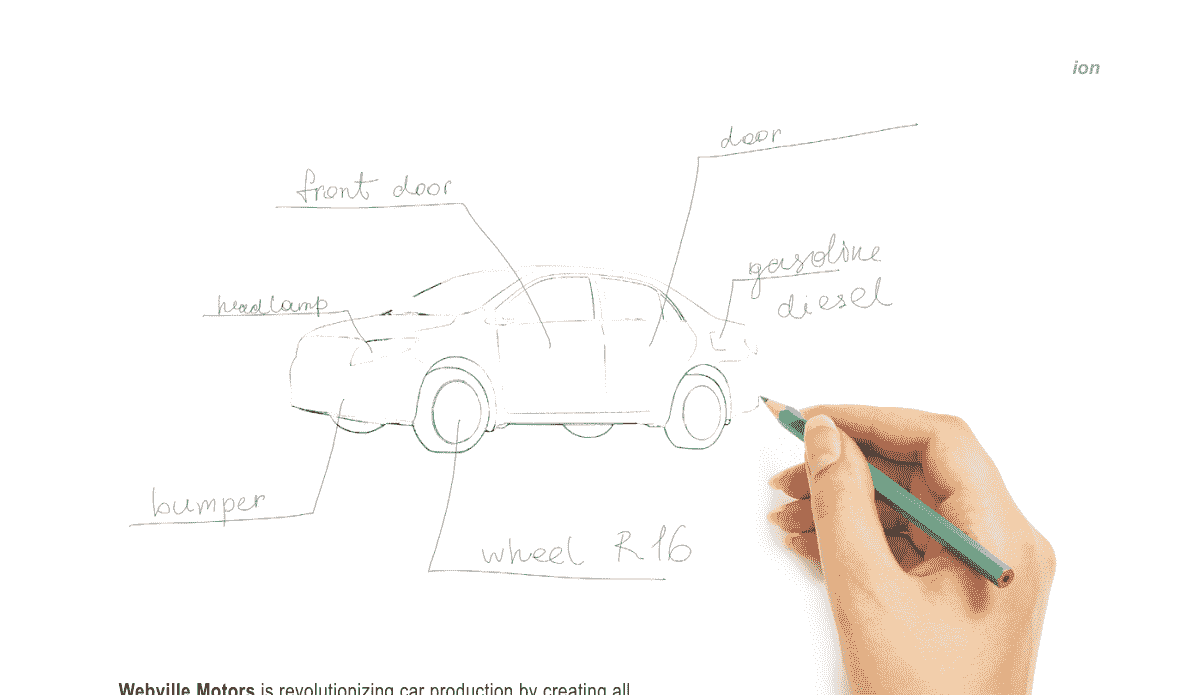 ion
door
front door
gasoline
diesel
headlamp
bumper
wheel R16
Webville Motors is revolutionizing car production by creating all